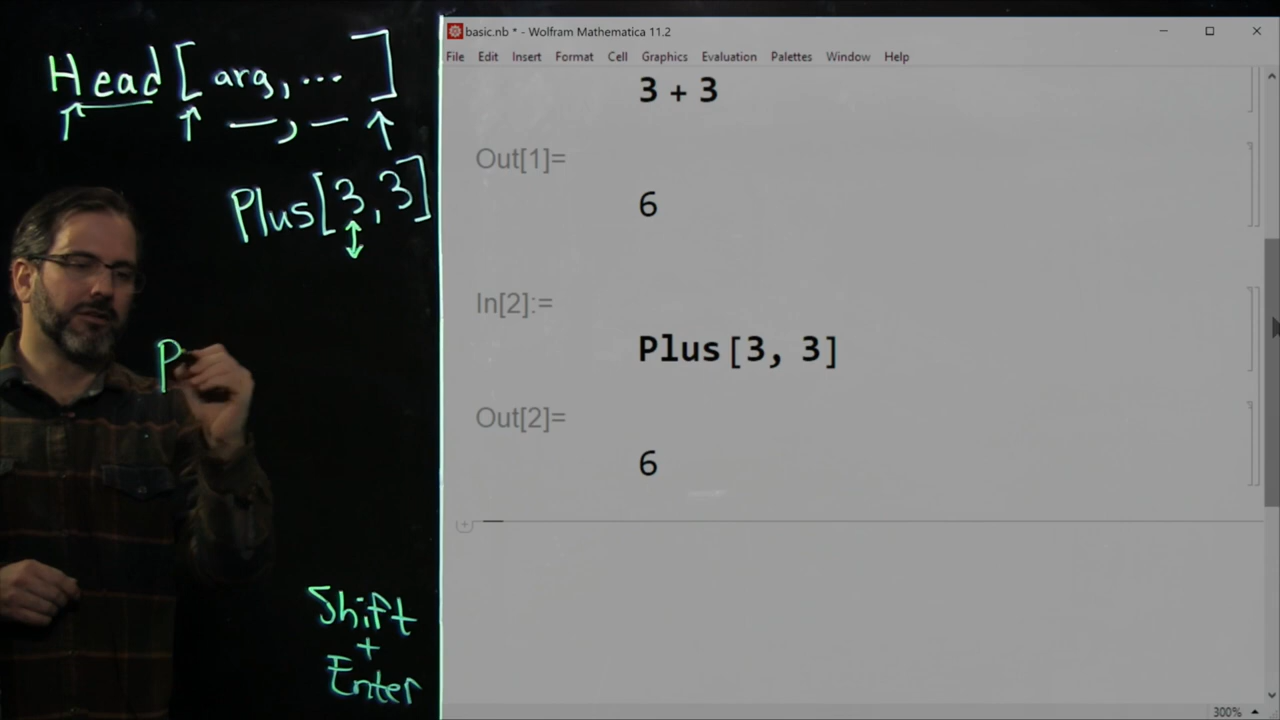 Head[arg, ...]
Plus[3,3]
P
Shift
+
Enter
basic.nb * - Wolfram Mathematica 11.2
File Edit Insert Format Cell Graphics Evaluation Palettes Window Help
3 + 3
Out[1]=
6
In[2]:=
Plus[3, 3]
Out[2]=
6
300%